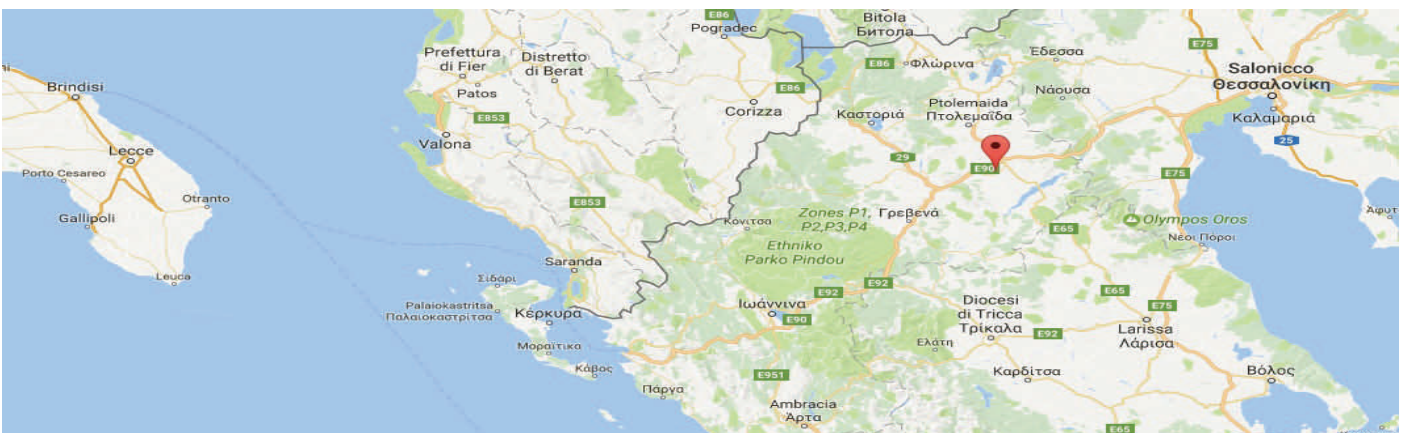 E86
Pogradec
Bitola
Битола
Prefettura
di Fier
Distretto
di Berat
E86
Φλώρινα
Έδεσσα
E75
Salonicco
Θεσσαλονίκη
ni
Brindisi
Patos
E86
Corizza
Καστοριά
Ptolemaida
Πτολεμαΐδα
Νάουσα
Καλαμαριά
E853
Valona
25
Lecce
29
E90
E75
Porto Cesareo
Otranto
E853
Gallipoli
Κόνιτσα
Zones P1,
P2,P3,P4
Γρεβενά
E65
Olympos Oros
Άφυτ
Νέοι Πόροι
Ethniko
Parko Pindou
Leuca
Saranda
Σιδάρι
E92
E92
E65
Palaiokastritsa
Παλαιοκαστρίτσα
Κέρκυρα
Ιωάννινα
E90
Diocesi
di Tricca
Τρίκαλα
E92
E75
Larissa
Λάρισα
Μοραΐτικα
Ελάτη
Κάβος
E951
Καρδίτσα
Βόλος
Πάργα
Ambracia
Άρτα
E65